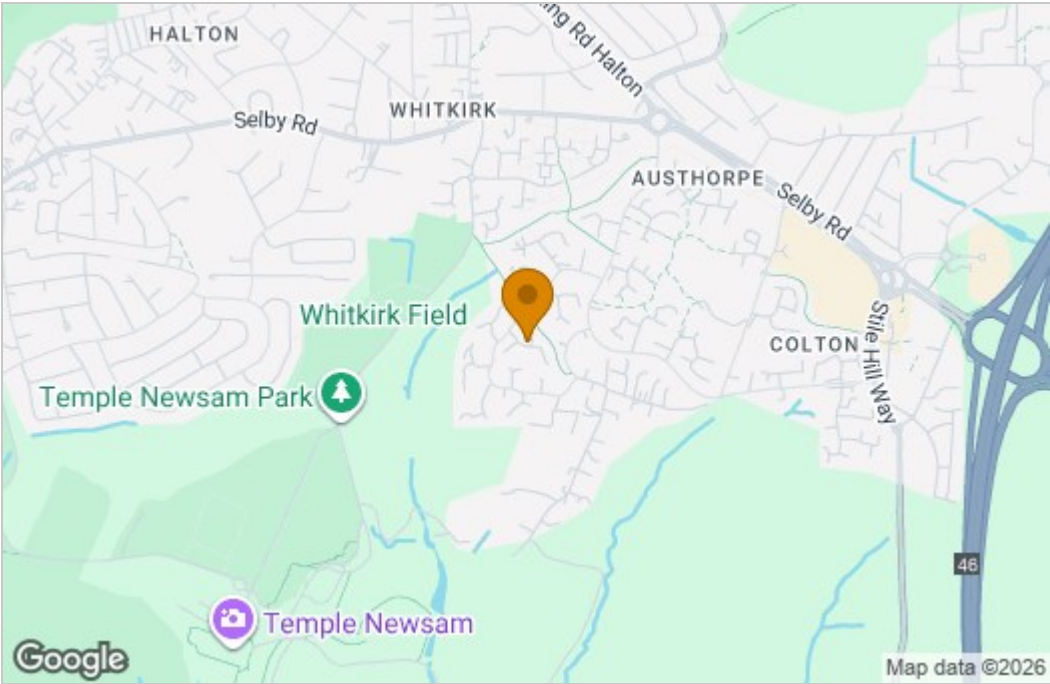 HALTON
ing Rd Halton
WHITKIRK
Selby Rd
AUSTHORPE
Selby Rd
Whitkirk Field
COLTON
Stile Hill Way
Temple Newsam Park
46
Temple Newsam
Google
Map data ©2026